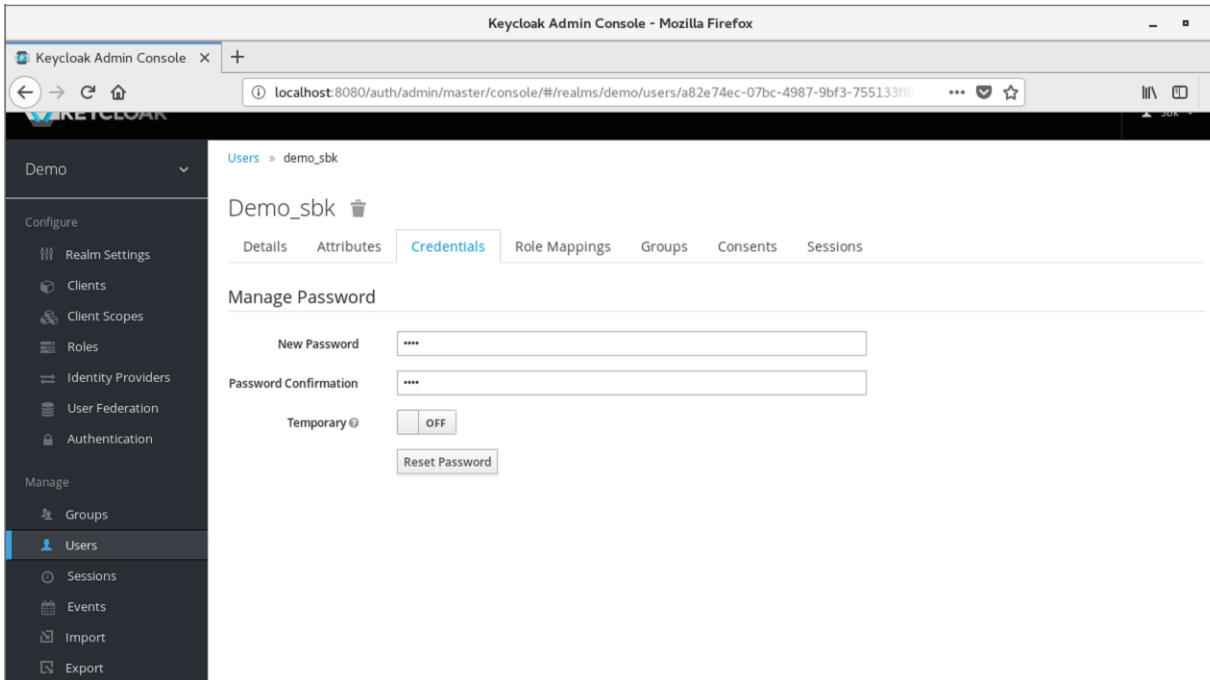 Keycloak Admin Console - Mozilla Firefox
Keycloak Admin Console
localhost:8080/auth/admin/master/console/#/realms/demo/users/a82e74ec-07bc-4987-9bf3-755133f8
KEYCLOAK
Demo
Users » demo_sbk
Demo_sbk
Configure
Details Attributes Credentials Role Mappings Groups Consents Sessions
Realm Settings
Clients
Manage Password
Client Scopes
New Password ••••
Roles
Identity Providers
Password Confirmation ••••
User Federation
Temporary OFF
Authentication
Reset Password
Manage
Groups
Users
Sessions
Events
Import
Export